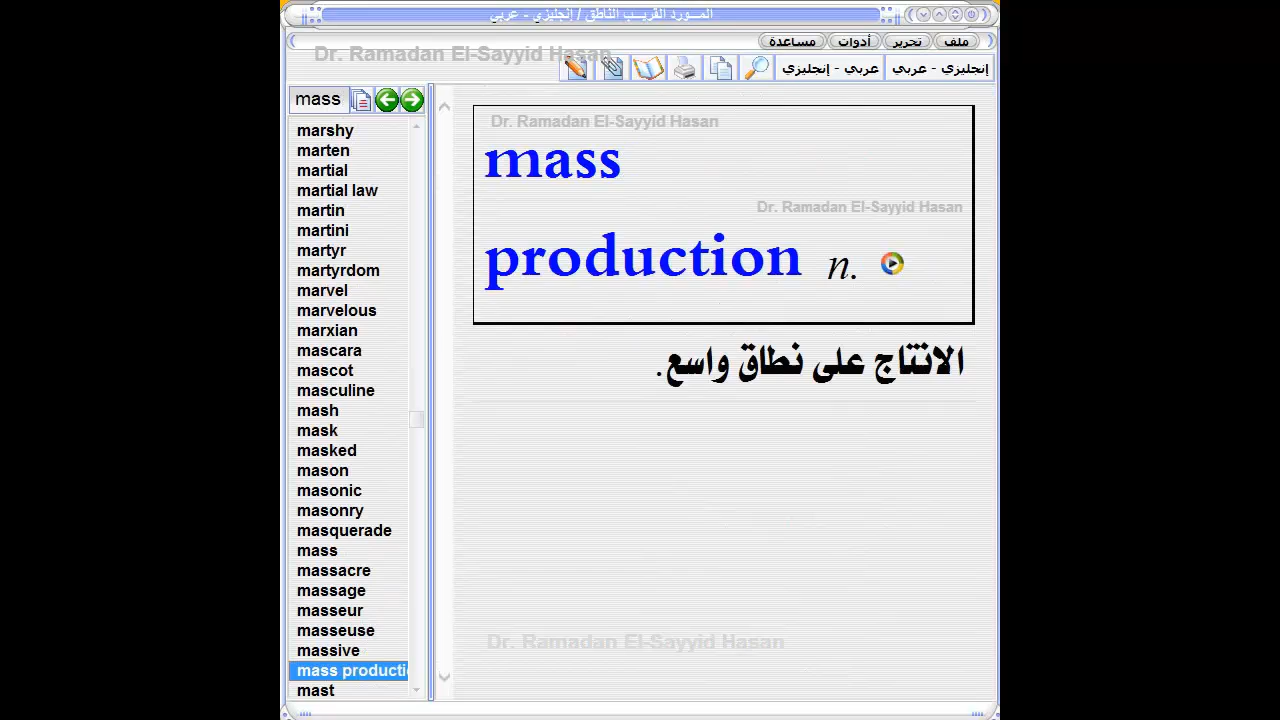 المـــورد القريـــب الناطق / إنجليزي - عربي
ملف تحرير أدوات مساعدة
Dr. Ramadan El-Sayyid Hasan
إنجليزي - عربي عربي - إنجليزي
mass
marshy
marten
martial
martial law
martin
martini
martyr
martyrdom
marvel
marvelous
marxian
mascara
mascot
masculine
mash
mask
masked
mason
masonic
masonry
masquerade
mass
massacre
massage
masseur
masseuse
massive
mass producti
mast
Dr. Ramadan El-Sayyid Hasan
mass
Dr. Ramadan El-Sayyid Hasan
production n.
الانتاج على نطاق واسع.
Dr. Ramadan El-Sayyid Hasan